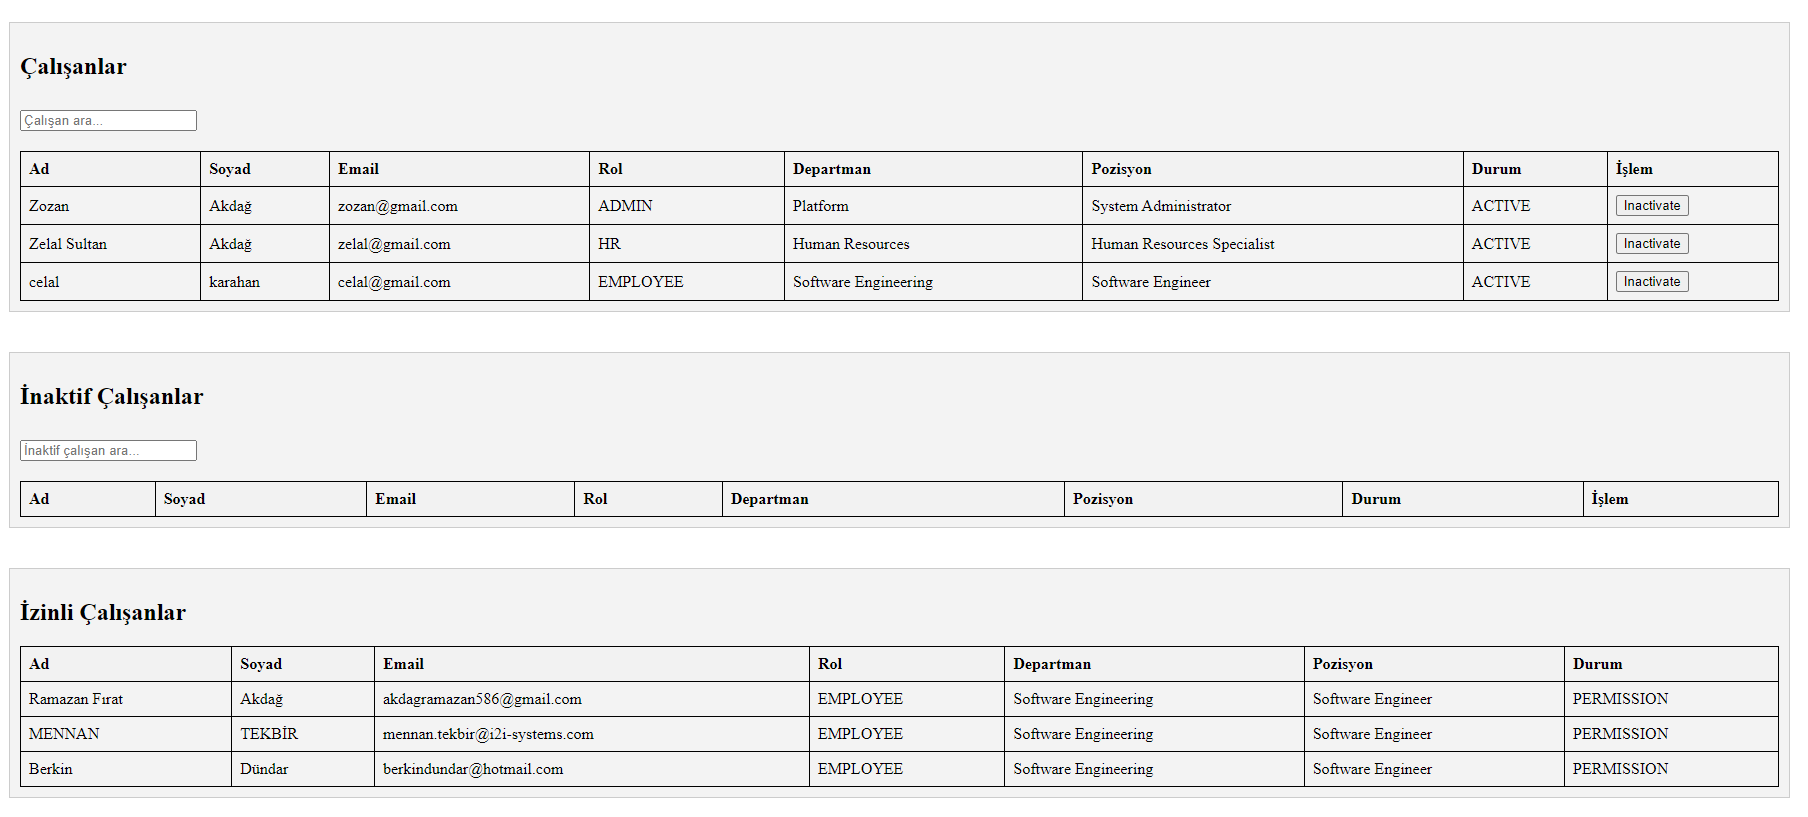 Çalışanlar
Çalışan ara...
Ad Soyad Email Rol Departman Pozisyon Durum İşlem
Zozan Akdağ zozan@gmail.com ADMIN Platform System Administrator ACTIVE Inactivate
Zelal Sultan Akdağ zelal@gmail.com HR Human Resources Human Resources Specialist ACTIVE Inactivate
celal karahan celal@gmail.com EMPLOYEE Software Engineering Software Engineer ACTIVE Inactivate
İnaktif Çalışanlar
İnaktif çalışan ara...
Ad Soyad Email Rol Departman Pozisyon Durum İşlem
İzinli Çalışanlar
Ad Soyad Email Rol Departman Pozisyon Durum
Ramazan Fırat Akdağ akdagramazan586@gmail.com EMPLOYEE Software Engineering Software Engineer PERMISSION
MENNAN TEKBİR mennan.tekbir@i2i-systems.com EMPLOYEE Software Engineering Software Engineer PERMISSION
Berkin Dündar berkindundar@hotmail.com EMPLOYEE Software Engineering Software Engineer PERMISSION